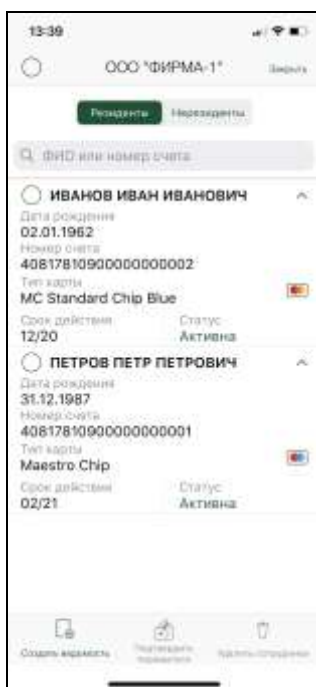 13:39
ООО "ФИРМА-1"
Закрыть
Резиденты Нерезиденты
ФИО или номер счета
ИВАНОВ ИВАН ИВАНОВИЧ
Дата рождения
02.01.1962
Номер счета
40817810900000000002
Тип карты
MC Standard Chip Blue
Срок действия Статус
12/20 Активна
ПЕТРОВ ПЕТР ПЕТРОВИЧ
Дата рождения
31.12.1987
Номер счета
40817810900000000001
Тип карты
Maestro Chip
Срок действия Статус
02/21 Активна
Создать ведомость
Удалить сотрудника